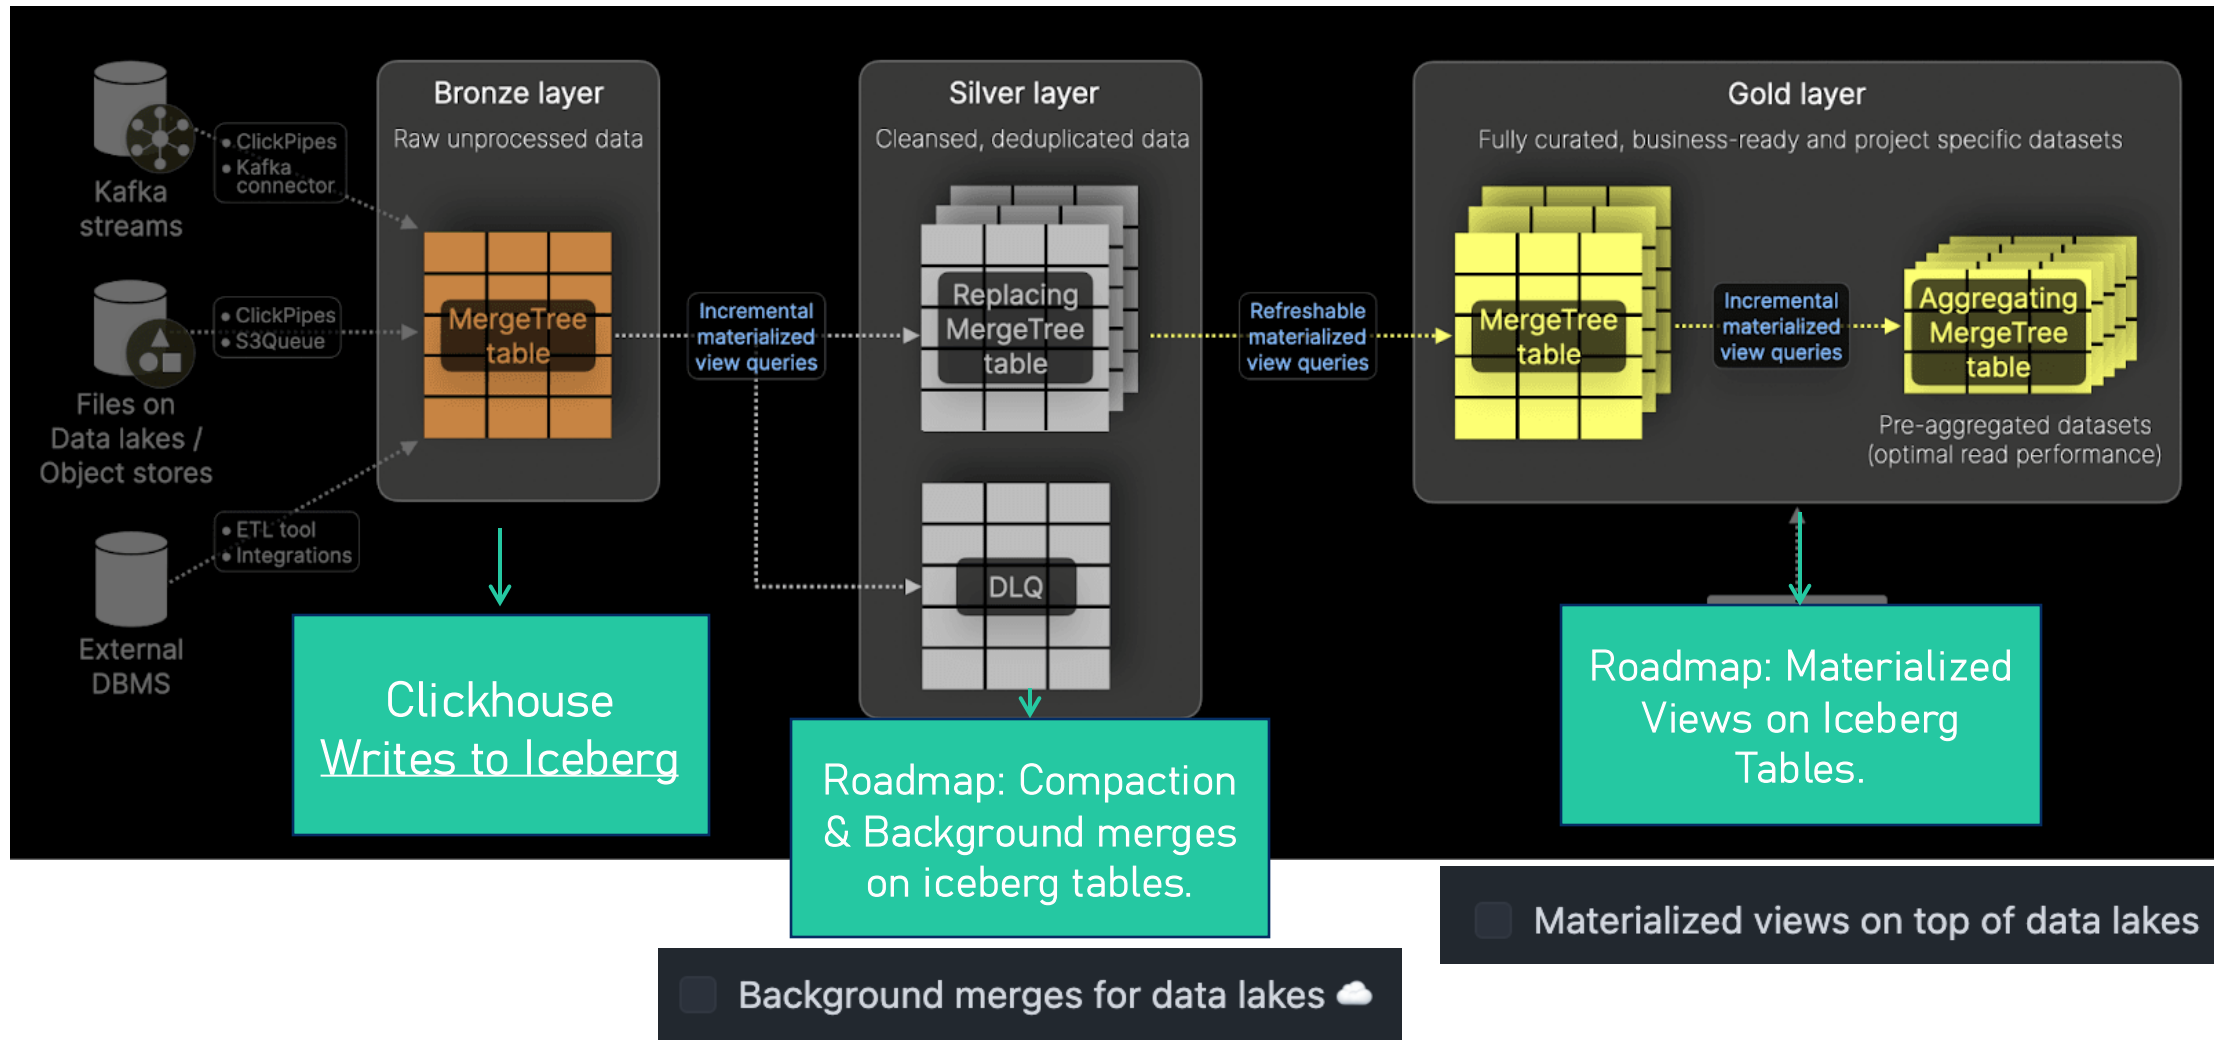 Kafka
streams
• ClickPipes
• Kafka
connector
Files on
Data lakes /
Object stores
• ClickPipes
• S3Queue
External
DBMS
• ETL tool
• Integrations
Bronze layer
Raw unprocessed data
MergeTree
table
Incremental
materialized
view queries
Silver layer
Cleansed, deduplicated data
Replacing
MergeTree
table
DLQ
Refreshable
materialized
view queries
Gold layer
Fully curated, business-ready and project specific datasets
MergeTree
table
Incremental
materialized
view queries
Aggregating
MergeTree
table
Pre-aggregated datasets
(optimal read performance)
Clickhouse
Writes to Iceberg
Roadmap: Compaction
& Background merges
on iceberg tables.
Roadmap: Materialized
Views on Iceberg
Tables.
Materialized views on top of data lakes
Background merges for data lakes ☁️